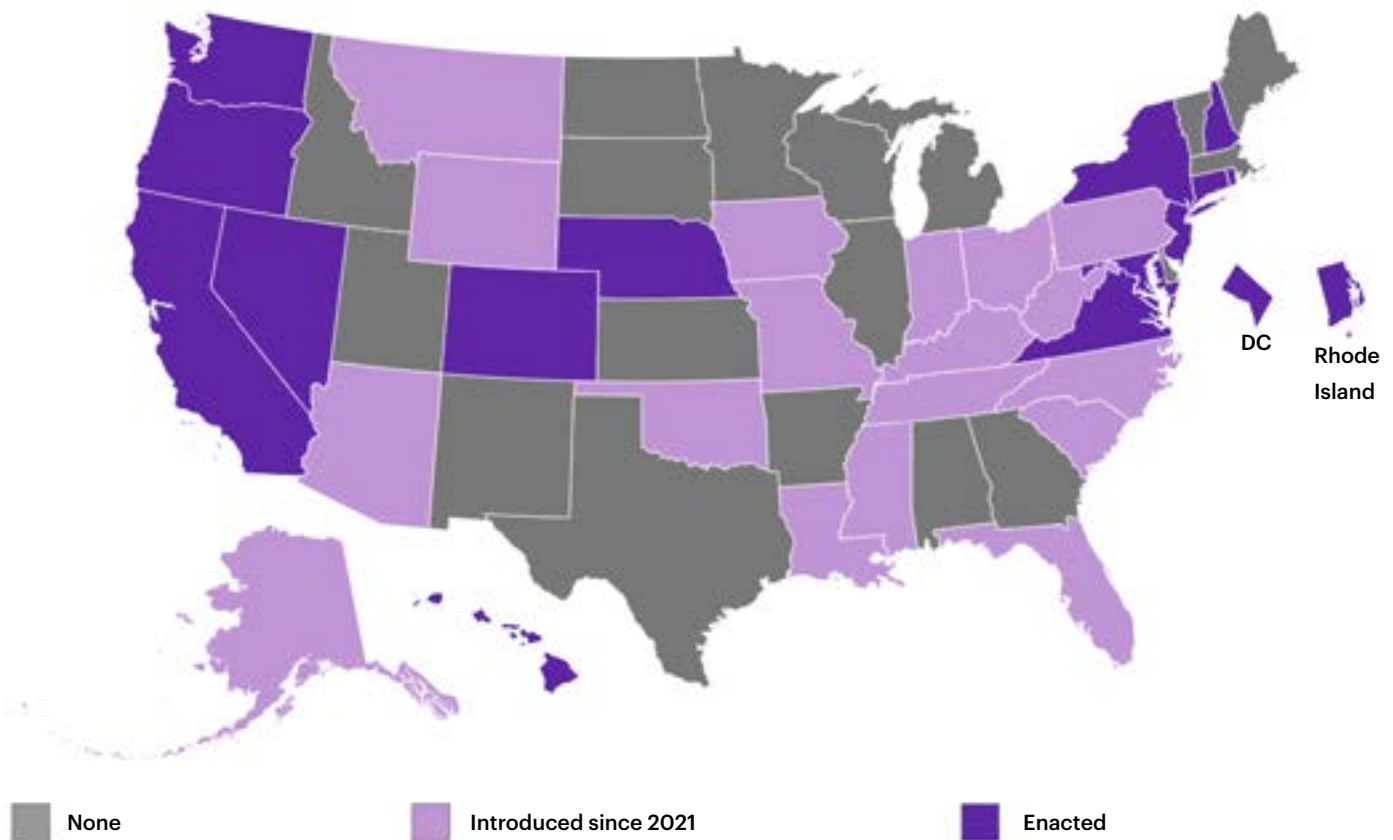 DC
Rhode
Island
None
Introduced since 2021
Enacted